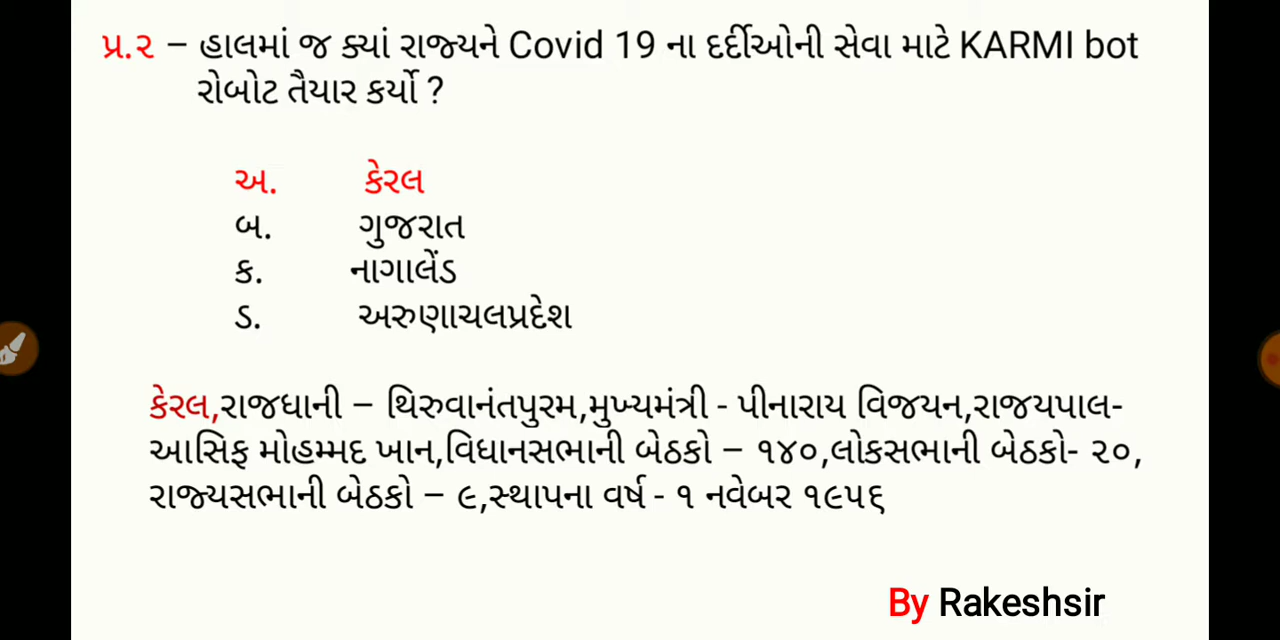 પ્ર.૨ – હાલમાં જ ક્યાં રાજ્યને Covid 19 ના દર્દીઓની સેવા માટે KARMI bot
રોબોટ તૈયાર કર્યો ?
અ. કેરલ
બ. ગુજરાત
ક. નાગાલેંડ
ડ. અરુણાચલપ્રદેશ
કેરલ,રાજધાની – થિરુવાનંતપુરમ,મુખ્યમંત્રી - પીનારાય વિજયન,રાજયપાલ-
આસિફ મોહમ્મદ ખાન,વિધાનસભાની બેઠકો – ૧૪૦,લોકસભાની બેઠકો- ૨૦,
રાજ્યસભાની બેઠકો – ૯,સ્થાપના વર્ષ - ૧ નવેબર ૧૯૫૬
By Rakeshsir